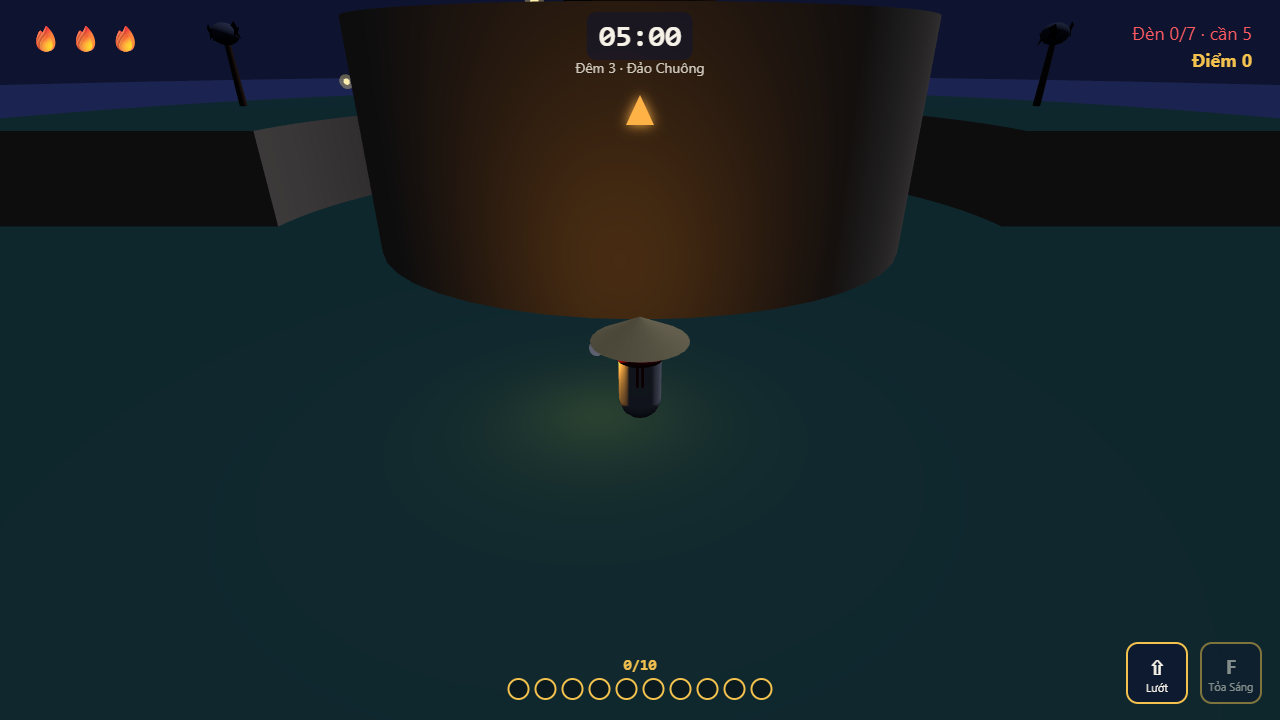 05:00
Đêm 3 · Đảo Chuông
Đèn 0/7 · cần 5
Điểm 0
0/10
⇧
Lướt
F
Tỏa Sáng